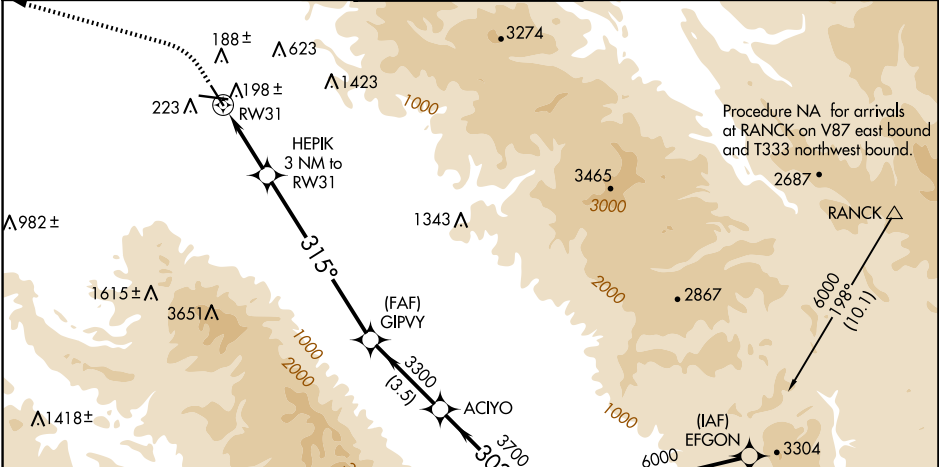 188 ±
623
3274
1423
198 ±
223
RW31
1000
Procedure NA for arrivals
at RANCK on V87 east bound
and T333 northwest bound.
HEPIK
3 NM to
RW31
3465
2687
3000
RANCK
982 ±
1343
315°
6000
198°
(10.1)
1615 ±
3651
2000
2867
(FAF)
GIPVY
1000
2000
3300
(3.5)
ACIYO
1418 ±
1000
(IAF)
EFGON
3304
3700
6000